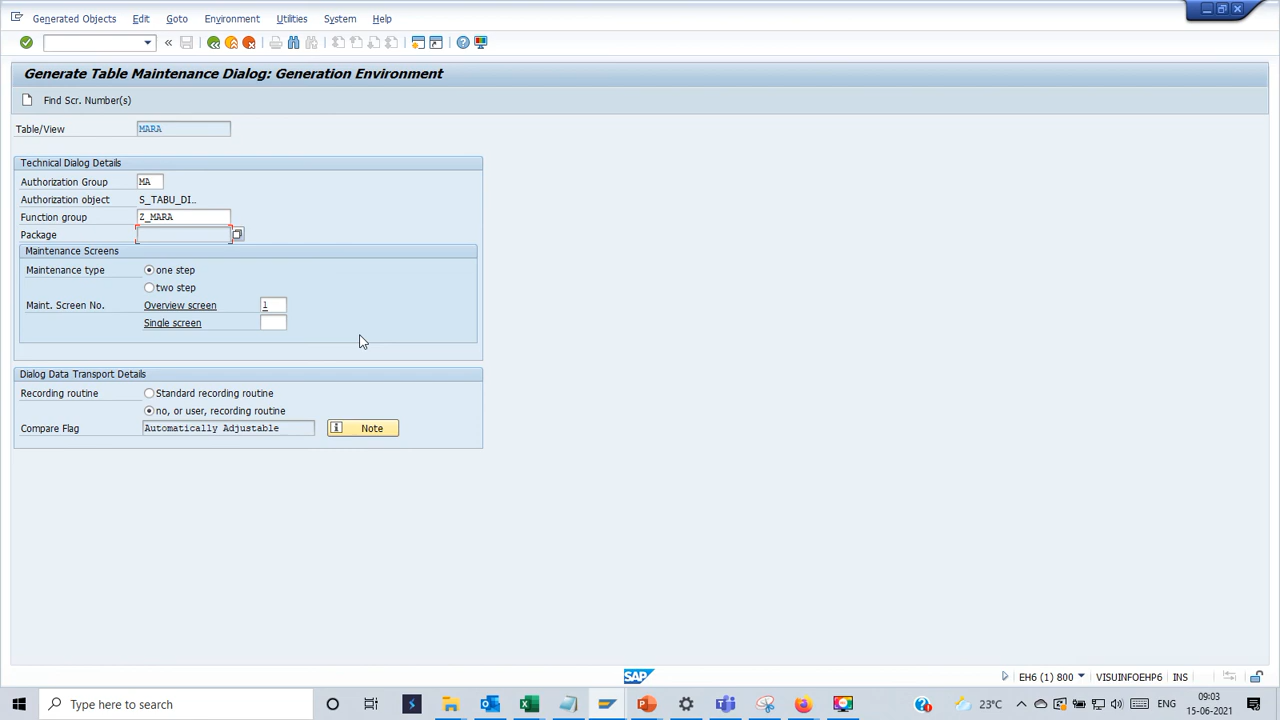 Generated Objects Edit Goto Environment Utilities System Help
Generate Table Maintenance Dialog: Generation Environment
Find Scr. Number(s)
Table/View MARA
Technical Dialog Details
Authorization Group MA
Authorization object S_TABU_DI..
Function group Z_MARA
Package
Maintenance Screens
Maintenance type one step
two step
Maint. Screen No. Overview screen 1
Single screen
Dialog Data Transport Details
Recording routine Standard recording routine
no, or user, recording routine
Compare Flag Automatically Adjustable Note
SAP EH6 (1) 800 VISUINFOEHP6 INS
Type here to search 23°C ENG 09:03
15-06-2021